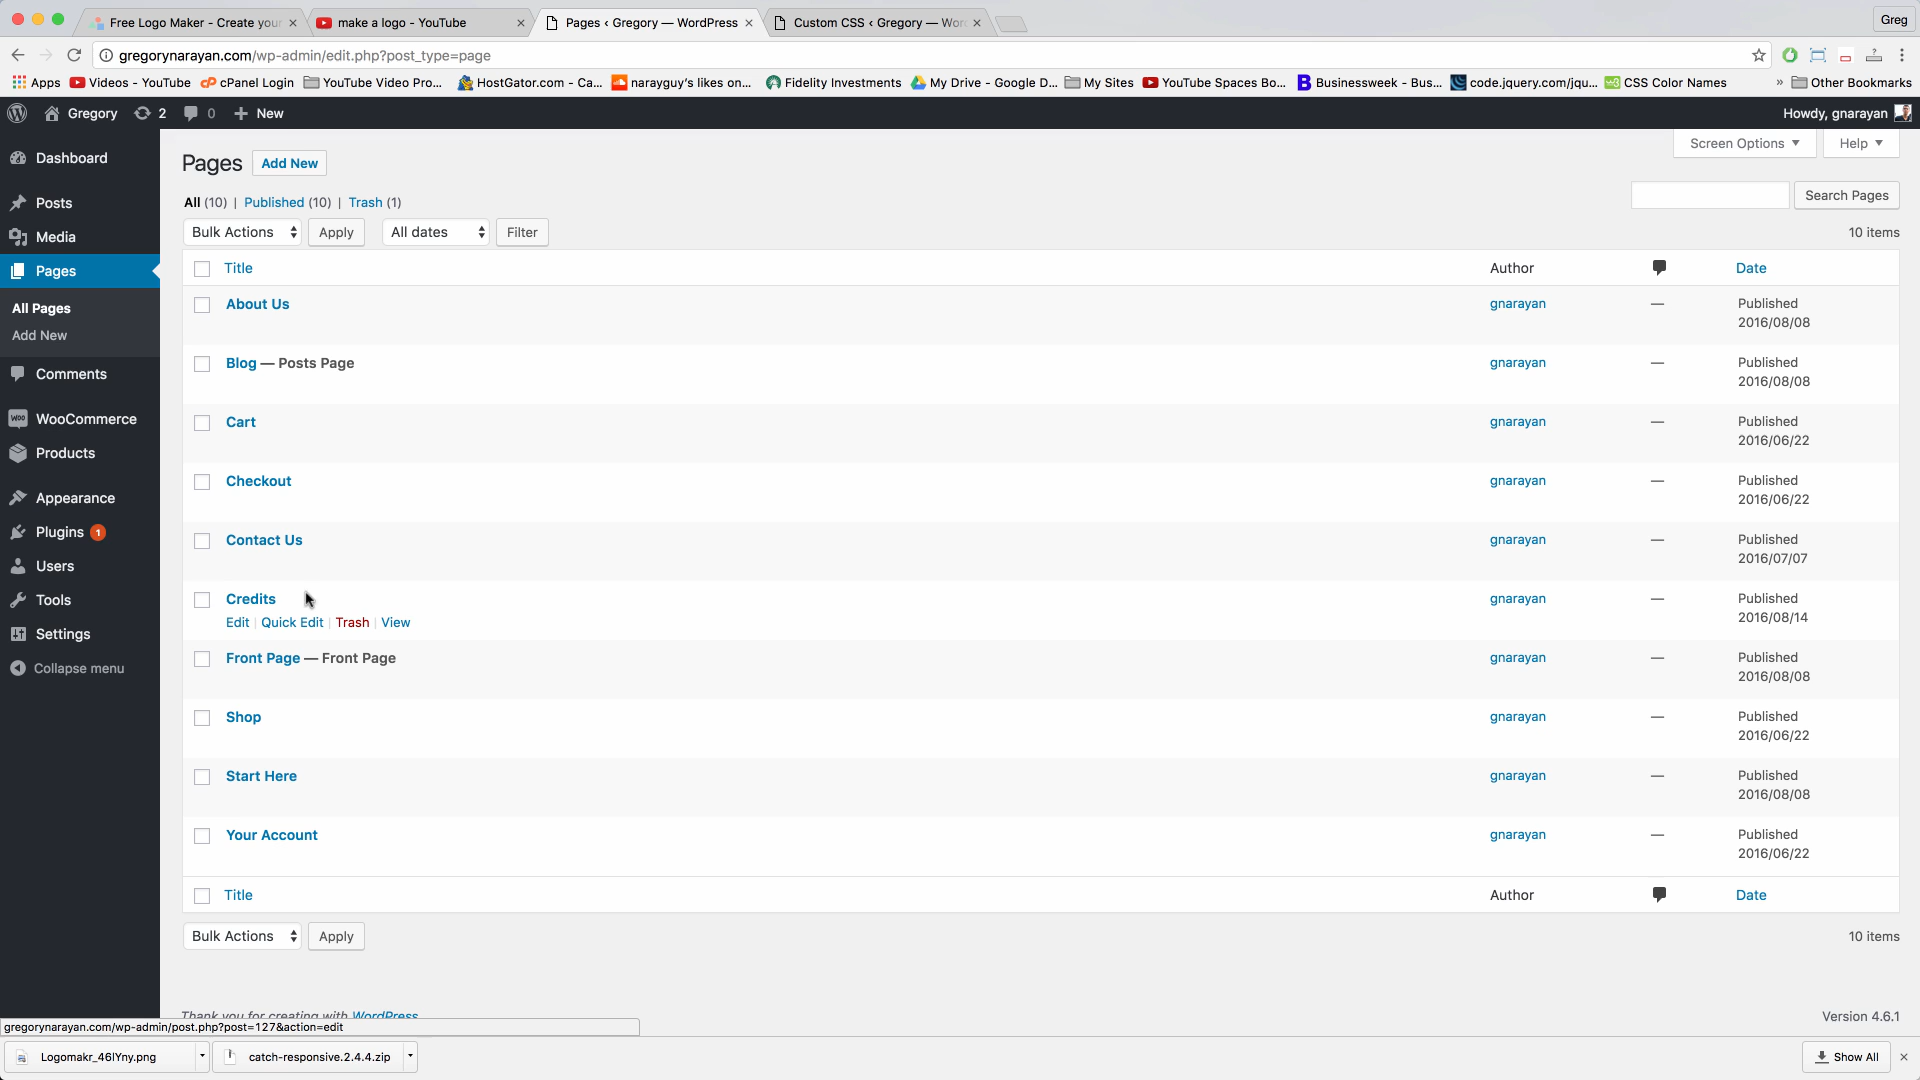 Free Logo Maker - Create your
make a logo - YouTube
Pages ‹ Gregory — WordPress
Custom CSS ‹ Gregory — Wor
Greg
gregorynarayan.com/wp-admin/edit.php?post_type=page
Apps
Videos - YouTube
cPanel Login
YouTube Video Pro...
HostGator.com - Ca...
narayguy's likes on...
Fidelity Investments
My Drive - Google D...
My Sites
YouTube Spaces Bo...
Businessweek - Bus...
code.jquery.com/jqu...
CSS Color Names
» Other Bookmarks
Gregory
2
0
+ New
Howdy, gnarayan
Dashboard
Posts
Media
Pages
All Pages
Add New
Comments
WooCommerce
Products
Appearance
Plugins 1
Users
Tools
Settings
Collapse menu
Screen Options
Help
Pages Add New
All (10) | Published (10) | Trash (1)
Search Pages
Bulk Actions Apply All dates Filter
10 items
Title Author Date
About Us gnarayan — Published
2016/08/08
Blog — Posts Page gnarayan — Published
2016/08/08
Cart gnarayan — Published
2016/06/22
Checkout gnarayan — Published
2016/06/22
Contact Us gnarayan — Published
2016/07/07
Credits gnarayan — Published
2016/08/14
Edit | Quick Edit | Trash | View
Front Page — Front Page gnarayan — Published
2016/08/08
Shop gnarayan — Published
2016/06/22
Start Here gnarayan — Published
2016/08/08
Your Account gnarayan — Published
2016/06/22
Title Author Date
Bulk Actions Apply
10 items
Thank you for creating with WordPress
Version 4.6.1
gregorynarayan.com/wp-admin/post.php?post=127&action=edit
Logomakr_46lYny.png
catch-responsive.2.4.4.zip
Show All